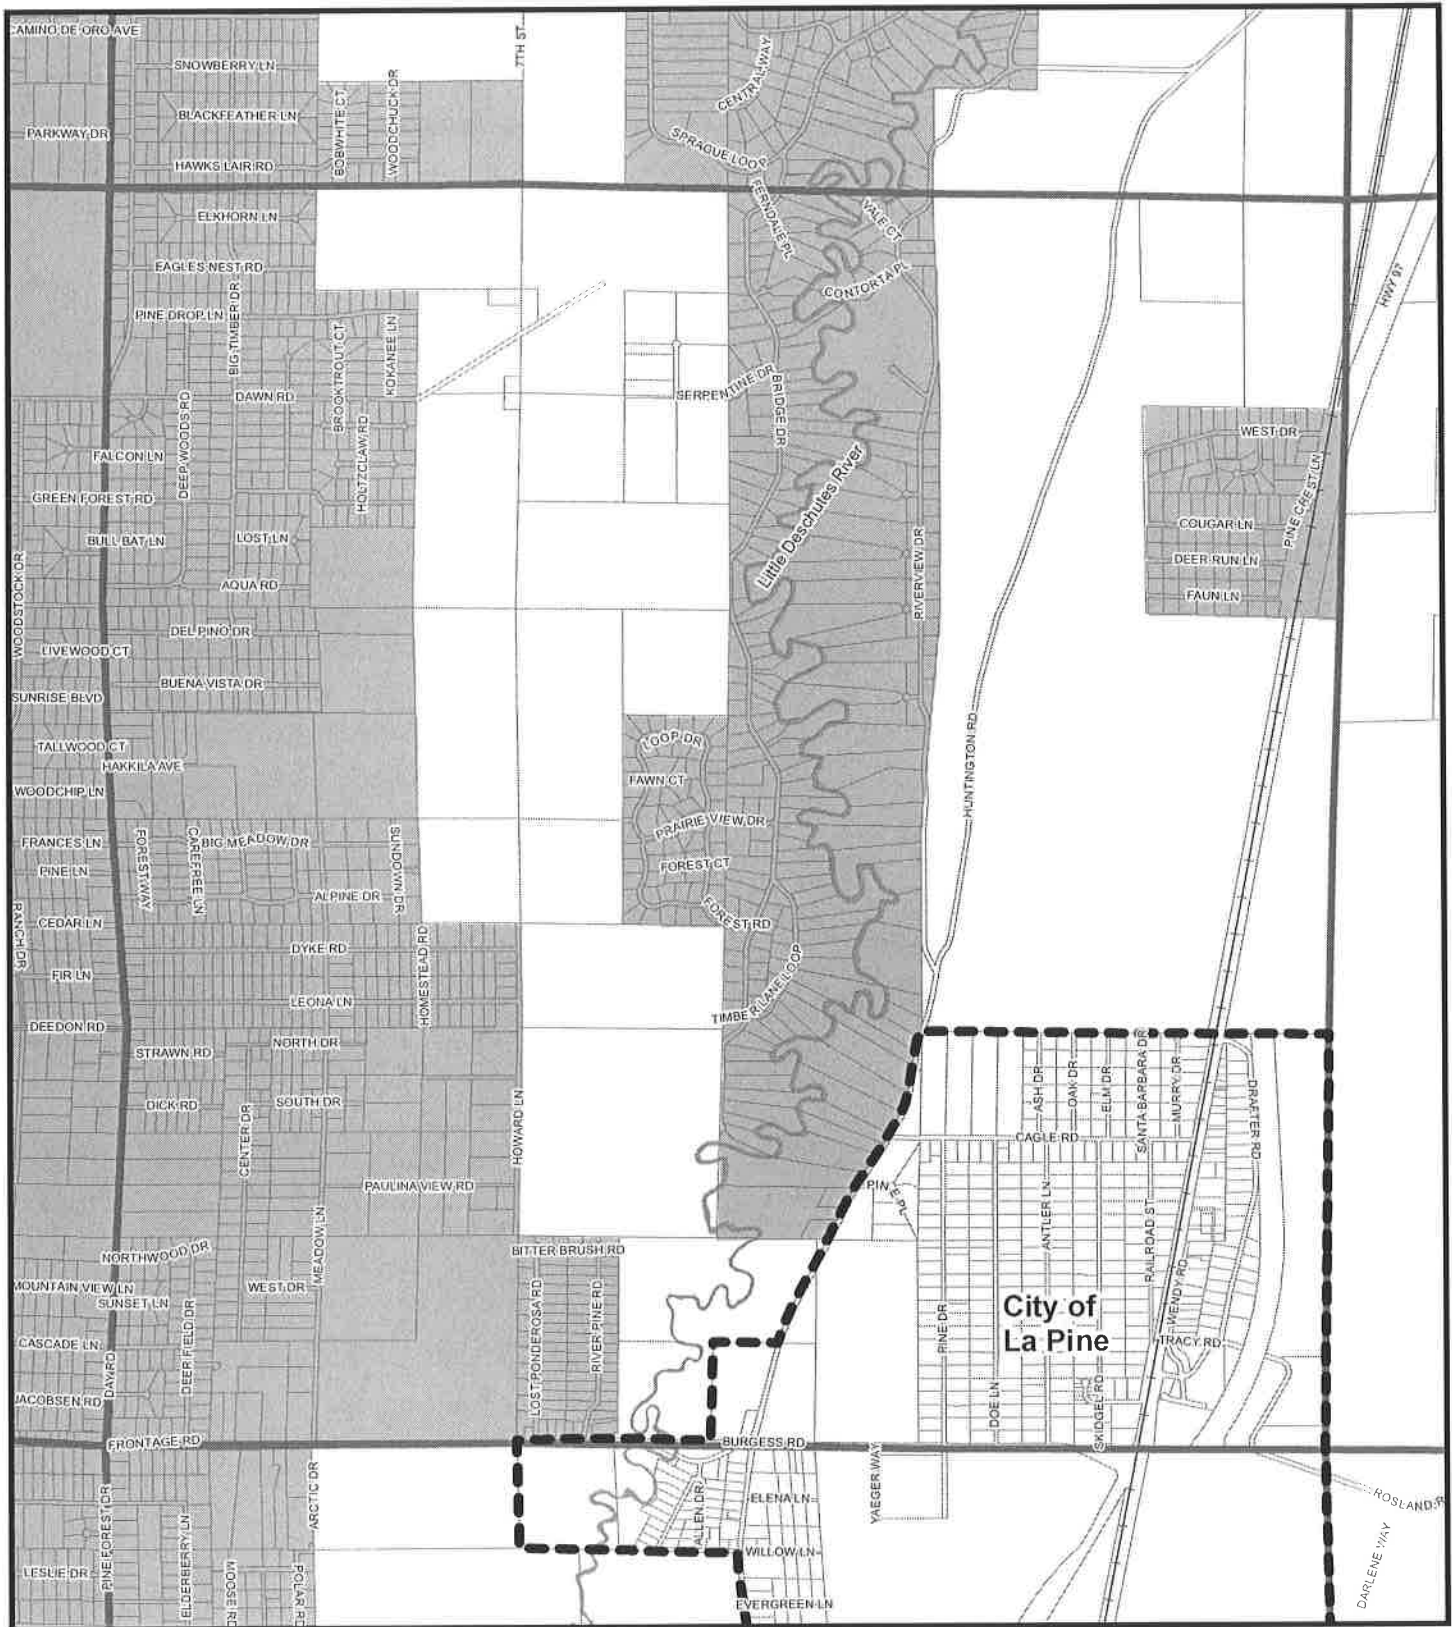 CAMINO DE ORO AVE
SNOWBERRY LN
7TH ST
CENTRAL WAY
BLACKFEATHER LN
BOBWHITE CT
WOODCHUCK DR
PARKWAY DR
SPRAGUE LOOP
HAWKS LAIR RD
FERNDALE PL
VALE CT
ELKHORN LN
EAGLES NEST RD
CONTORTA PL
HWY 97
PINE DROP LN
BIG TIMBER DR
BROOKTROUT CT
KOKANEE LN
SERPENTINE DR
BRIDGE DR
DAWN RD
DEEP WOODS RD
HOLTZCLAW RD
WEST DR
FALCON LN
PINE CREST LN
GREEN FOREST RD
Little Deschutes River
COUGAR LN
BULL BAT LN
LOST LN
RIVERVIEW DR
DEER RUN LN
WOODSTOCK DR
AQUA RD
FAUN LN
DEL PINO DR
LIVEWOOD CT
BUENA VISTA DR
SUNRISE BLVD
TALLWOOD CT
LOOP DR
HUNTINGTON RD
HAKKILA AVE
FAWN CT
WOODCHIP LN
PRAIRIE VIEW DR
FRANCES LN
FOREST WAY
CAREFREE LN
BIG MEADOW DR
SUNDOWN DR
FOREST CT
PINE LN
ALPINE DR
CEDAR LN
FOREST RD
RANCH DR
DYKE RD
HOMESTEAD RD
FIR LN
TIMBER LANE LOOP
LEONA LN
DEEDON RD
STRAWN RD
NORTH DR
ASH DR
OAK DR
ELM DR
SANTA BARBARA DR
MURRY DR
DRAFTER RD
DICK RD
SOUTH DR
CENTER DR
HOWARD LN
CAGLE RD
PAULINA VIEW RD
PINE PL
ANTLER LN
RAILROAD ST
MEADOW LN
NORTHWOOD DR
BITTER BRUSH RD
MOUNTAIN VIEW LN
WEST DR
SUNSET LN
LOST PONDEROSA RD
RIVER PINE RD
WENDY RD
City of
La Pine
CASCADE LN
DEER FIELD DR
PINE DR
TRACY RD
DAY RD
JACOBSEN RD
DOE LN
SKIDGEL RD
FRONTAGE RD
BURGESS RD
YAEGER WAY
PINE FOREST DR
ARCTIC DR
ALLEN DR
ELENA LN
ROSLAND R
ELDERBERRY LN
WILLOW LN
DARLENE WAY
LESLIE DR
MOOSE RD
POLAR RD
EVERGREEN LN